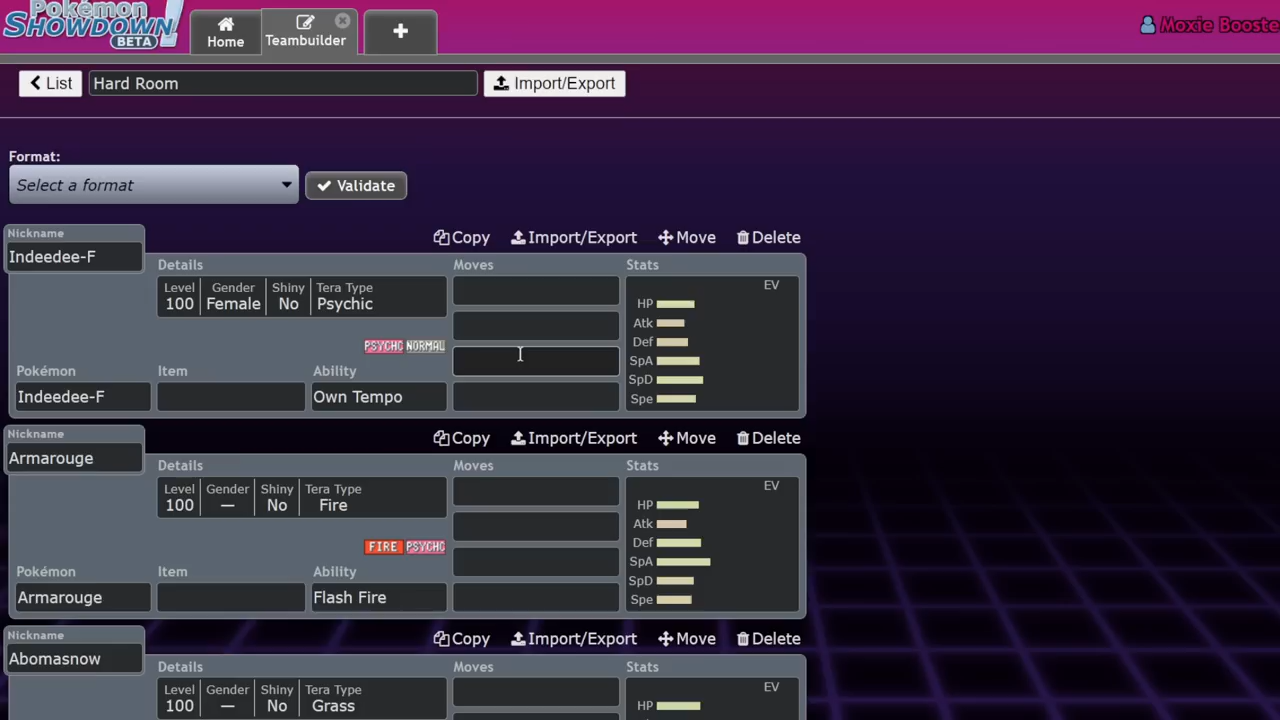 Pokémon
SHOWDOWN!
BETA
Home
Teambuilder
Moxie Booste
List
Hard Room
Import/Export
Format:
Select a format
Validate
Nickname
Indeedee-F
Copy Import/Export Move Delete
Details
Moves
Stats
Level Gender Shiny Tera Type
100 Female No Psychic
EV
HP
Atk
Def
SpA
SpD
Spe
PSYCHC NORMAL
Pokémon Item Ability
Indeedee-F Own Tempo
Nickname
Armarouge
Copy Import/Export Move Delete
Details
Moves
Stats
Level Gender Shiny Tera Type
100 — No Fire
EV
HP
Atk
Def
SpA
SpD
Spe
FIRE PSYCHC
Pokémon Item Ability
Armarouge Flash Fire
Nickname
Abomasnow
Copy Import/Export Move Delete
Details
Moves
Stats
Level Gender Shiny Tera Type
100 — No Grass
EV
HP